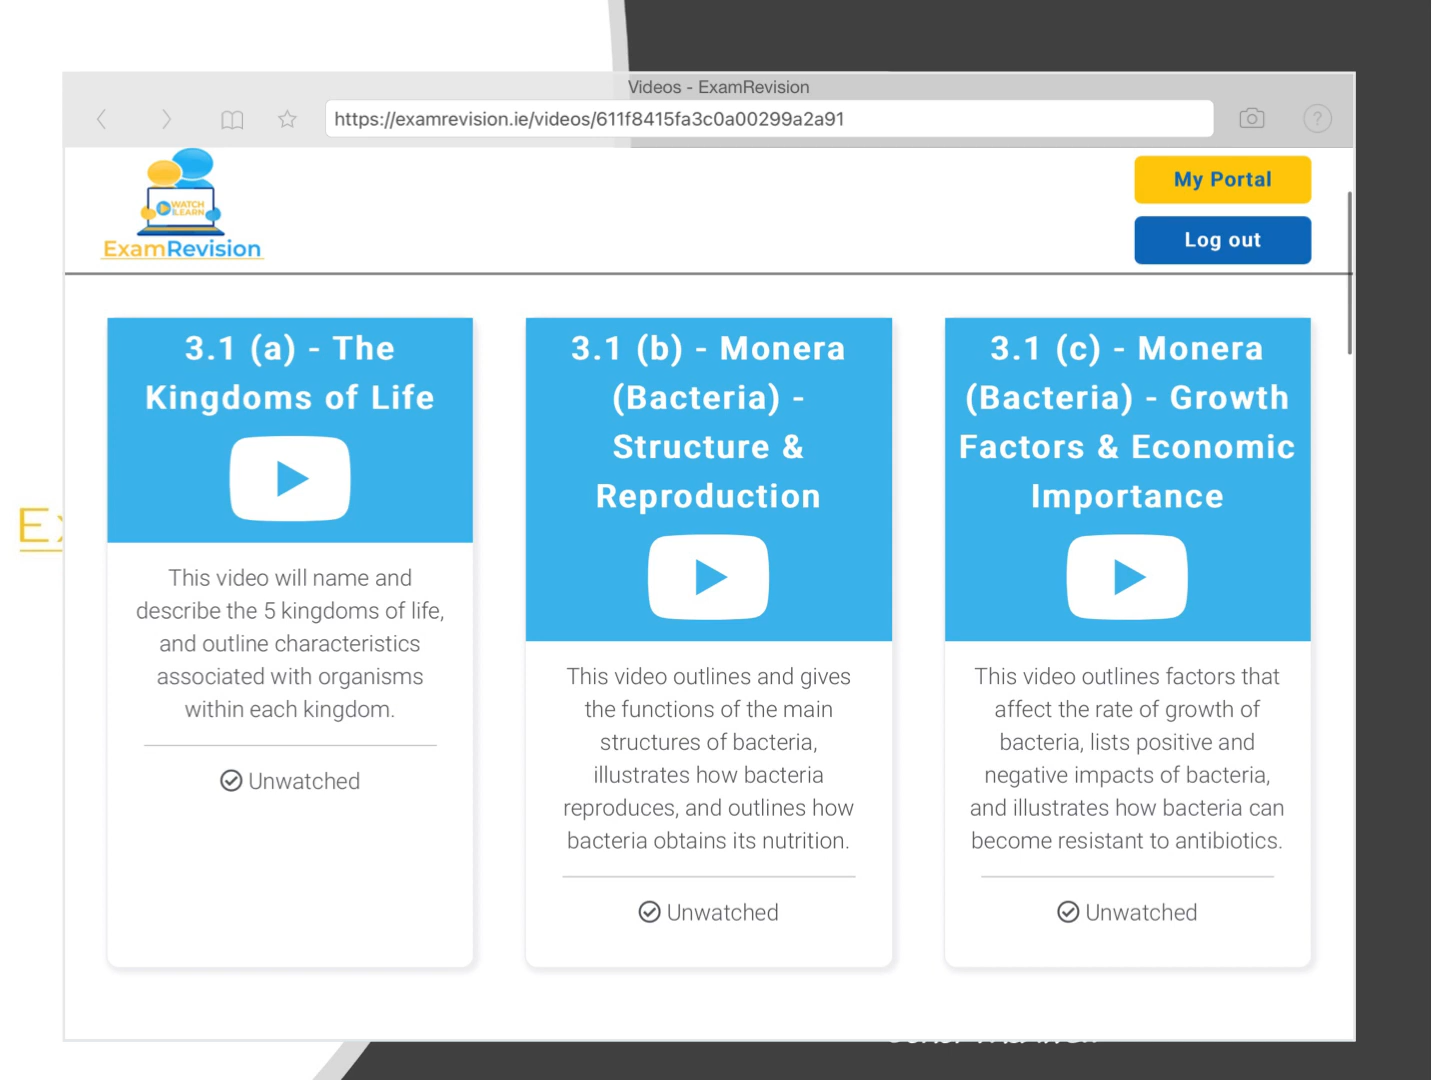 Videos - ExamRevision
https://examrevision.ie/videos/611f8415fa3c0a00299a2a91
WATCH
&LEARN
ExamRevision
My Portal
Log out
3.1 (a) - The
Kingdoms of Life
This video will name and
describe the 5 kingdoms of life,
and outline characteristics
associated with organisms
within each kingdom.
Unwatched
3.1 (b) - Monera
(Bacteria) -
Structure &
Reproduction
This video outlines and gives
the functions of the main
structures of bacteria,
illustrates how bacteria
reproduces, and outlines how
bacteria obtains its nutrition.
Unwatched
3.1 (c) - Monera
(Bacteria) - Growth
Factors & Economic
Importance
This video outlines factors that
affect the rate of growth of
bacteria, lists positive and
negative impacts of bacteria,
and illustrates how bacteria can
become resistant to antibiotics.
Unwatched